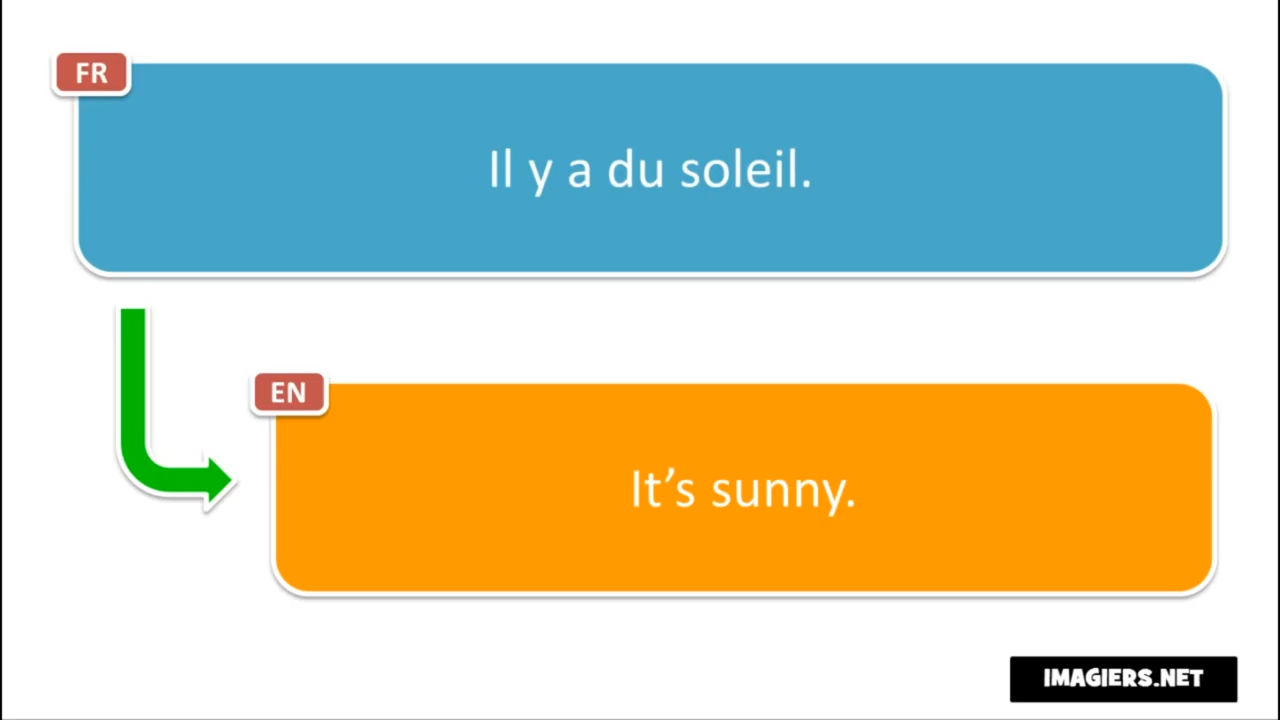 FR
Il y a du soleil.
EN
It’s sunny.
IMAGIERS.NET